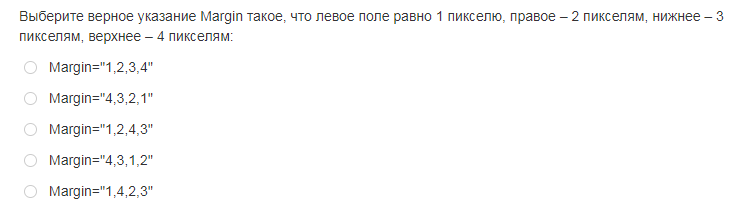 Выберите верное указание Margin такое, что левое поле равно 1 пикселю, правое – 2 пикселям, нижнее – 3
пикселям, верхнее – 4 пикселям:
Margin="1,2,3,4"
Margin="4,3,2,1"
Margin="1,2,4,3"
Margin="4,3,1,2"
Margin="1,4,2,3"